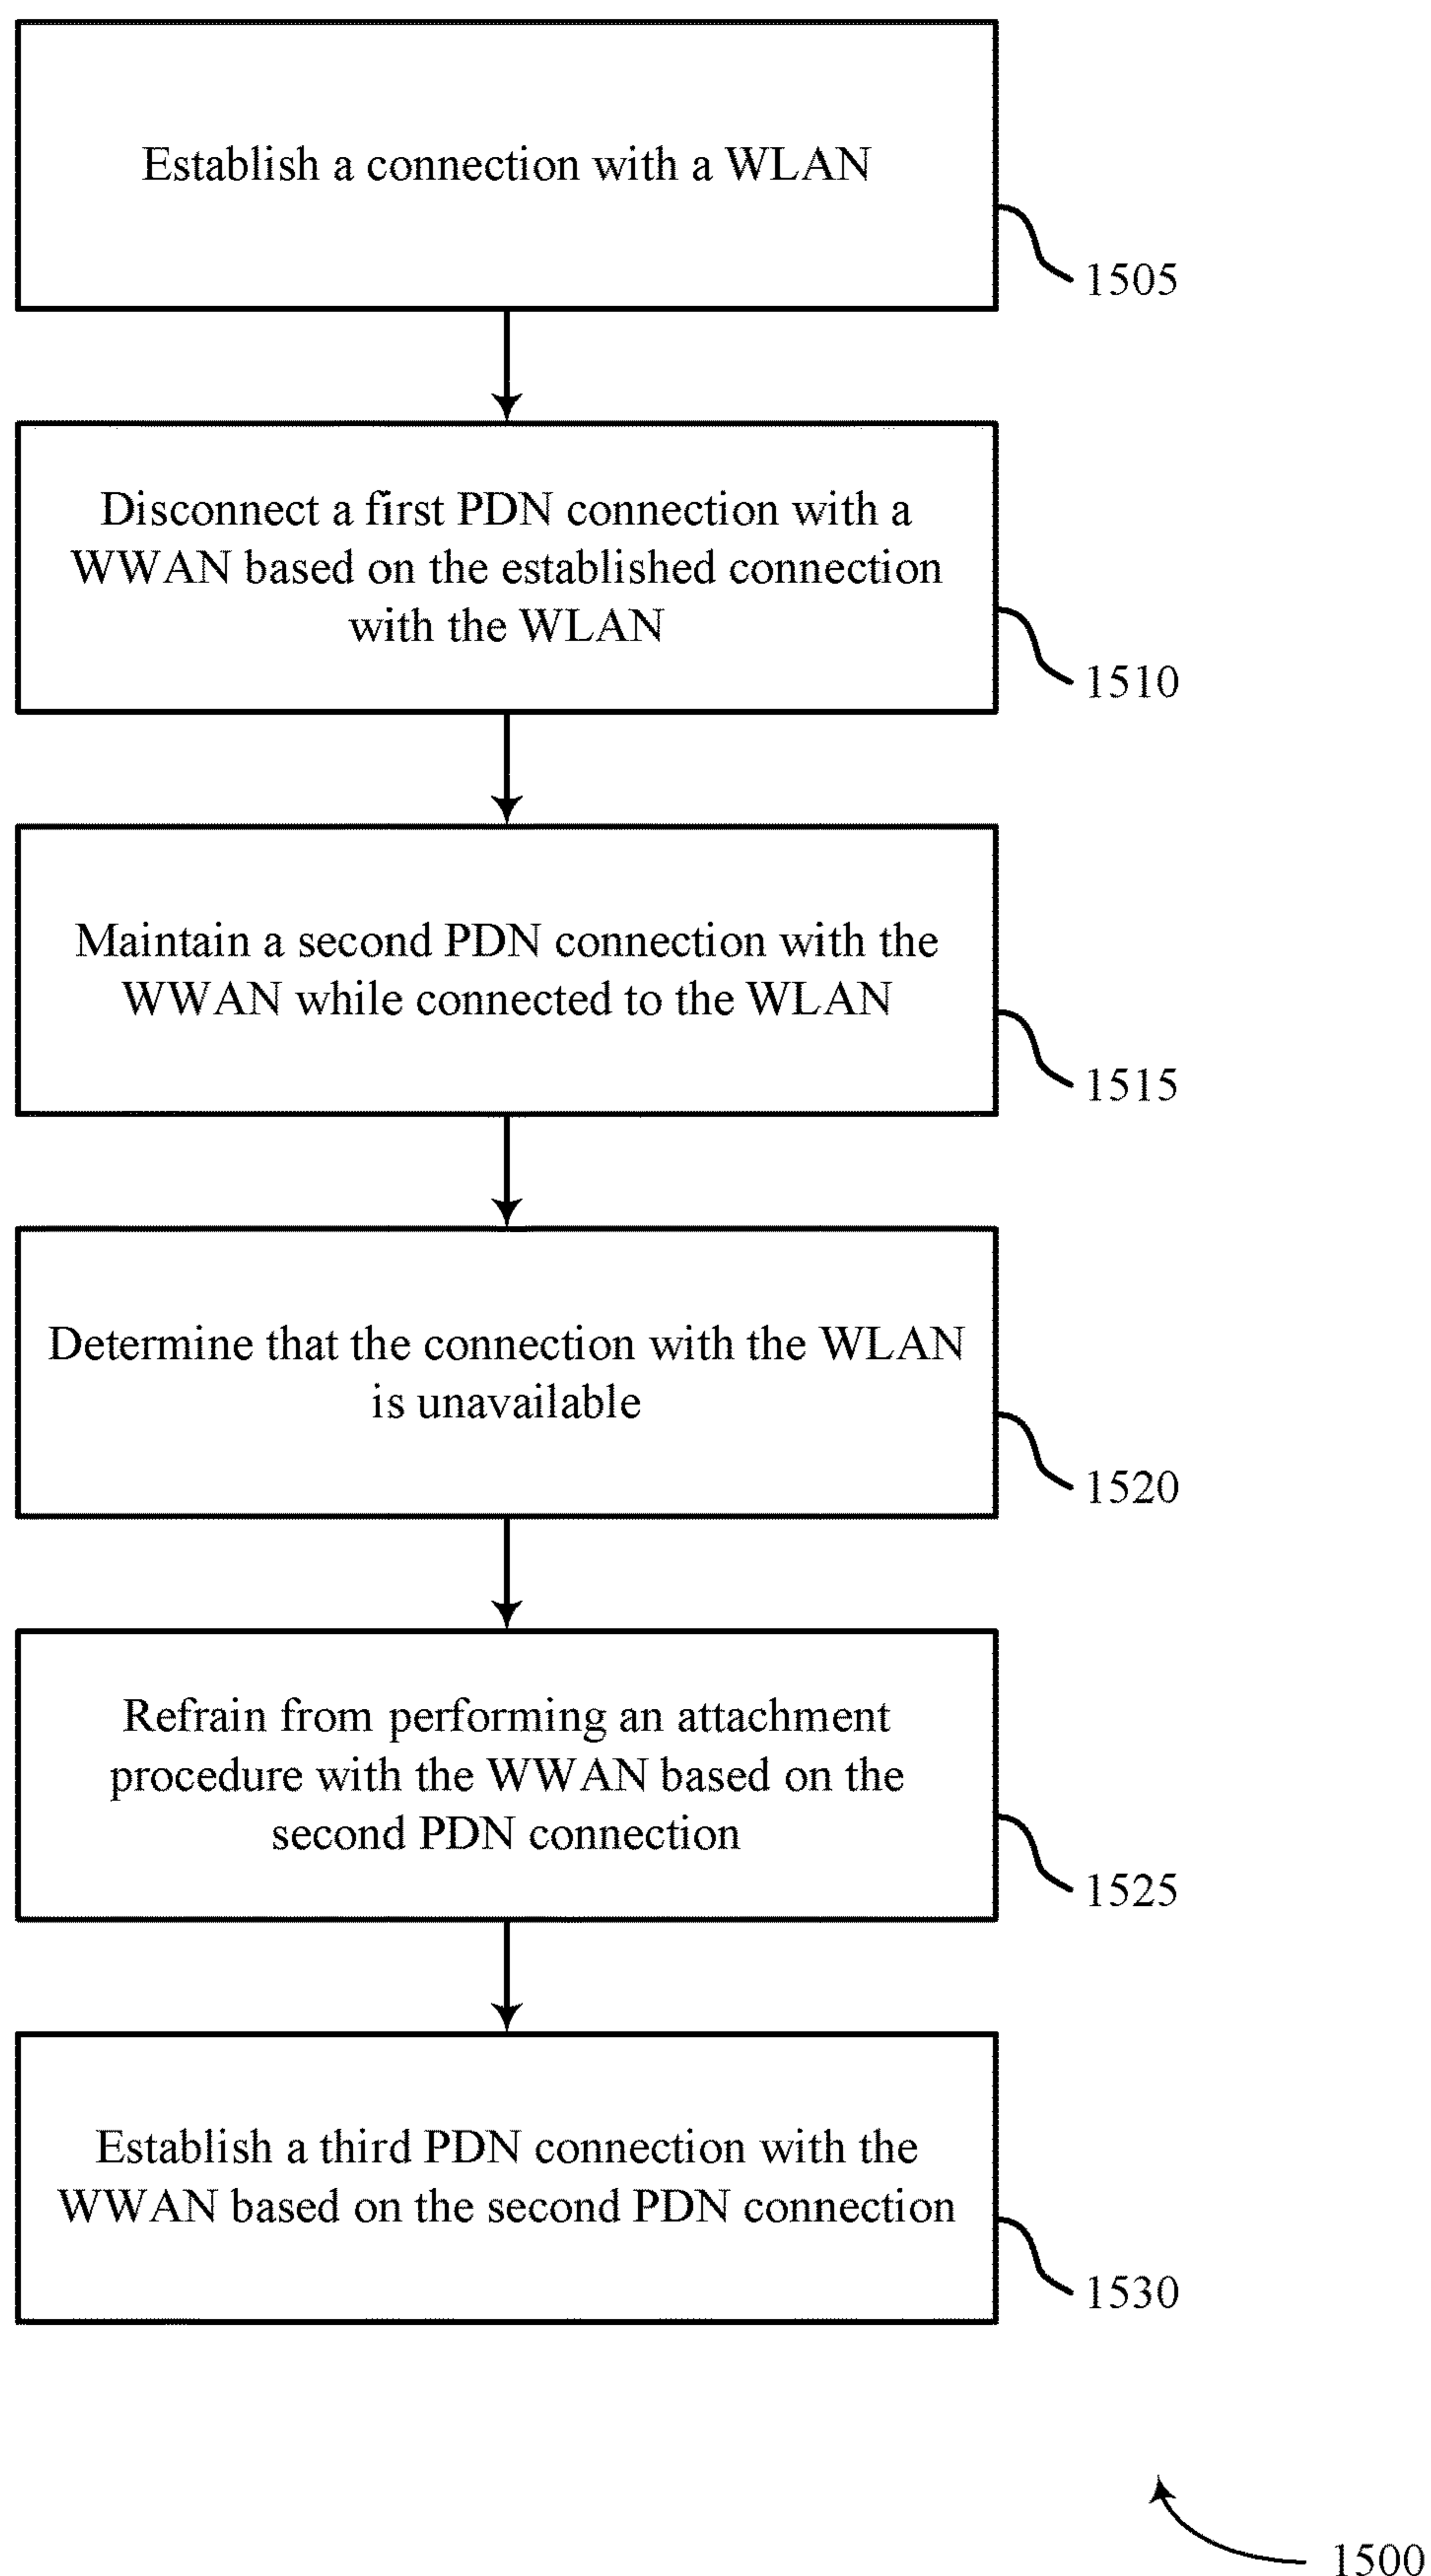 Establish a connection with a WLAN
1505
Disconnect a first PDN connection with a
WWAN based on the established connection
with the WLAN
1510
Maintain a second PDN connection with the
WWAN while connected to the WLAN
1515
Determine that the connection with the WLAN
is unavailable
1520
Refrain from performing an attachment
procedure with the WWAN based on the
second PDN connection
1525
Establish a third PDN connection with the
WWAN based on the second PDN connection
1530
1500